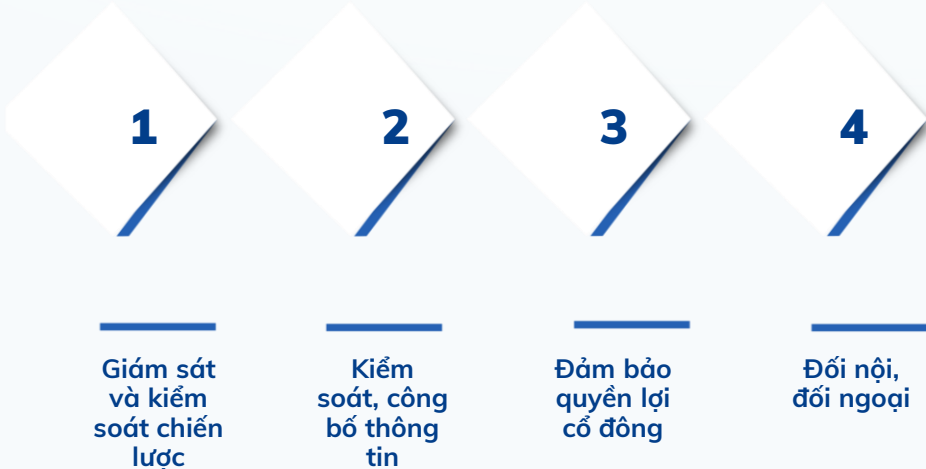 1
2
3
4
Giám sát
và kiểm
soát chiến
lược
Kiểm
soát, công
bố thông
tin
Đảm bảo
quyền lợi
cổ đông
Đối nội,
đối ngoại